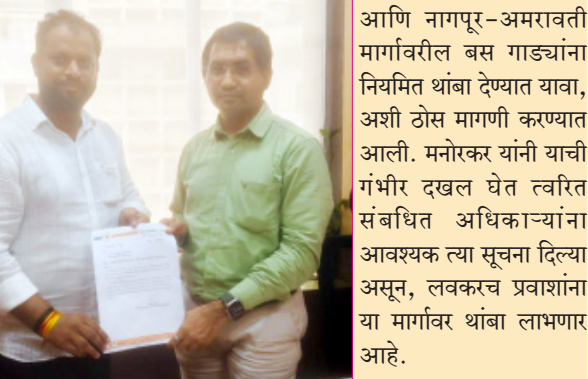 आणि नागपूर-अमरावती
मार्गावरील बस गाड्यांना
नियमित थांबा देण्यात यावा,
अशी ठोस मागणी करण्यात
आली. मनोरकर यांनी याची
गंभीर दखल घेत त्वरित
संबधित अधिकाऱ्यांना
आवश्यक त्या सूचना दिल्या
असून, लवकरच प्रवाशांना
या मार्गावर थांबा लाभणार
आहे.